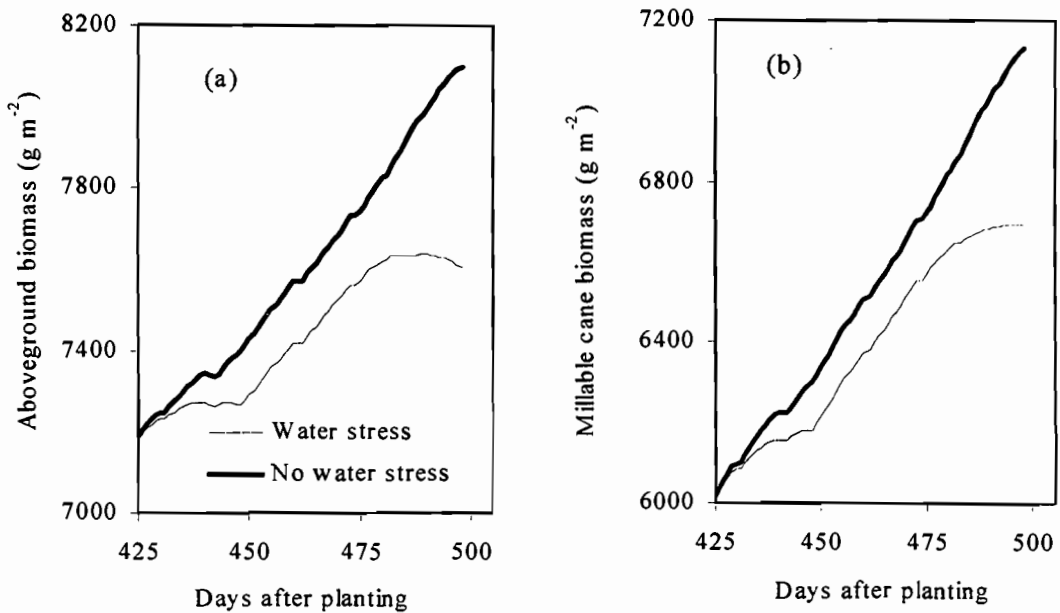 8200
7800
7400
7000
Aboveground biomass (g m⁻²)
(a)
Water stress
No water stress
425 450 475 500
Days after planting
7200
6800
6400
6000
Millable cane biomass (g m⁻²)
(b)
425 450 475 500
Days after planting